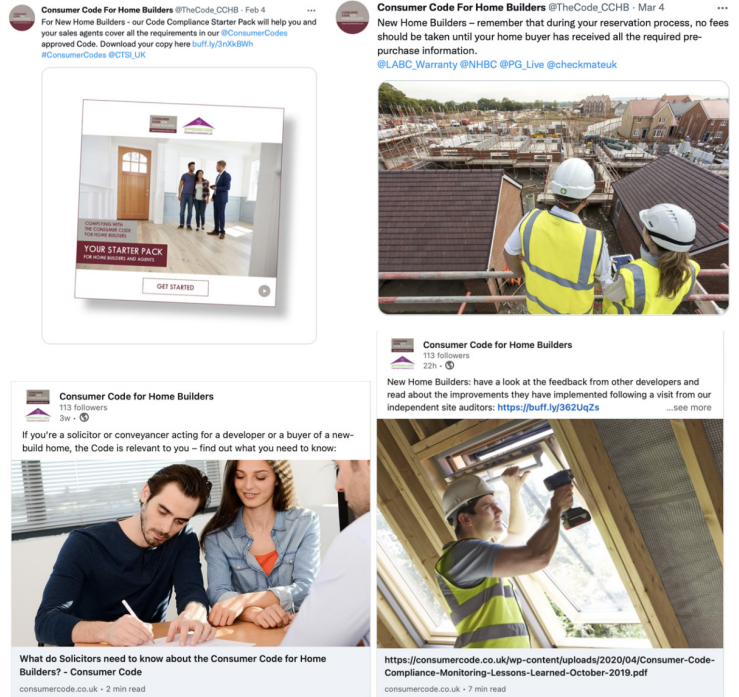 Consumer Code For Home Builders @TheCode_CCHB · Feb 4
For New Home Builders - our Code Compliance Starter Pack will help you and
your sales agents cover all the requirements in our @ConsumerCodes
approved Code. Download your copy here buff.ly/3nXkBWh
#ConsumerCodes @CTSI_UK
COMPLYING WITH
THE CONSUMER CODE
FOR HOME BUILDERS
YOUR STARTER PACK
FOR HOME BUILDERS AND AGENTS
GET STARTED
Consumer Code For Home Builders @TheCode_CCHB · Mar 4
New Home Builders – remember that during your reservation process, no fees
should be taken until your home buyer has received all the required pre-
purchase information.
@LABC_Warranty @NHBC @PG_Live @checkmateuk
Consumer Code for Home Builders
113 followers
3w ·
If you're a solicitor or conveyancer acting for a developer or a buyer of a new-
build home, the Code is relevant to you – find out what you need to know:
What do Solicitors need to know about the Consumer Code for Home
Builders? - Consumer Code
consumercode.co.uk • 2 min read
Consumer Code for Home Builders
113 followers
22h ·
New Home Builders: have a look at the feedback from other developers and
read about the improvements they have implemented following a visit from our
independent site auditors: https://buff.ly/362UqZs ...see more
https://consumercode.co.uk/wp-content/uploads/2020/04/Consumer-Code-
Compliance-Monitoring-Lessons-Learned-October-2019.pdf
consumercode.co.uk • 7 min read